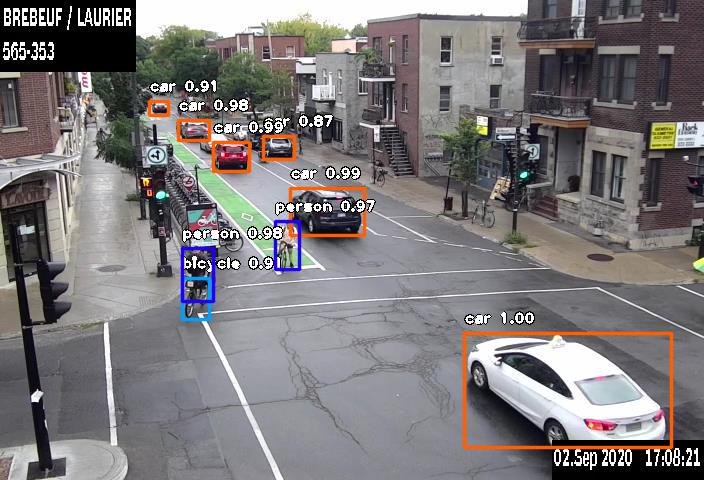 BREBEUF / LAURIER
565-353
car 0.91
car 0.98
car 0.99
car 0.87
car 0.99
person 0.97
person 0.98
bicycle 0.9
car 1.00
02.Sep 2020 17:08:21